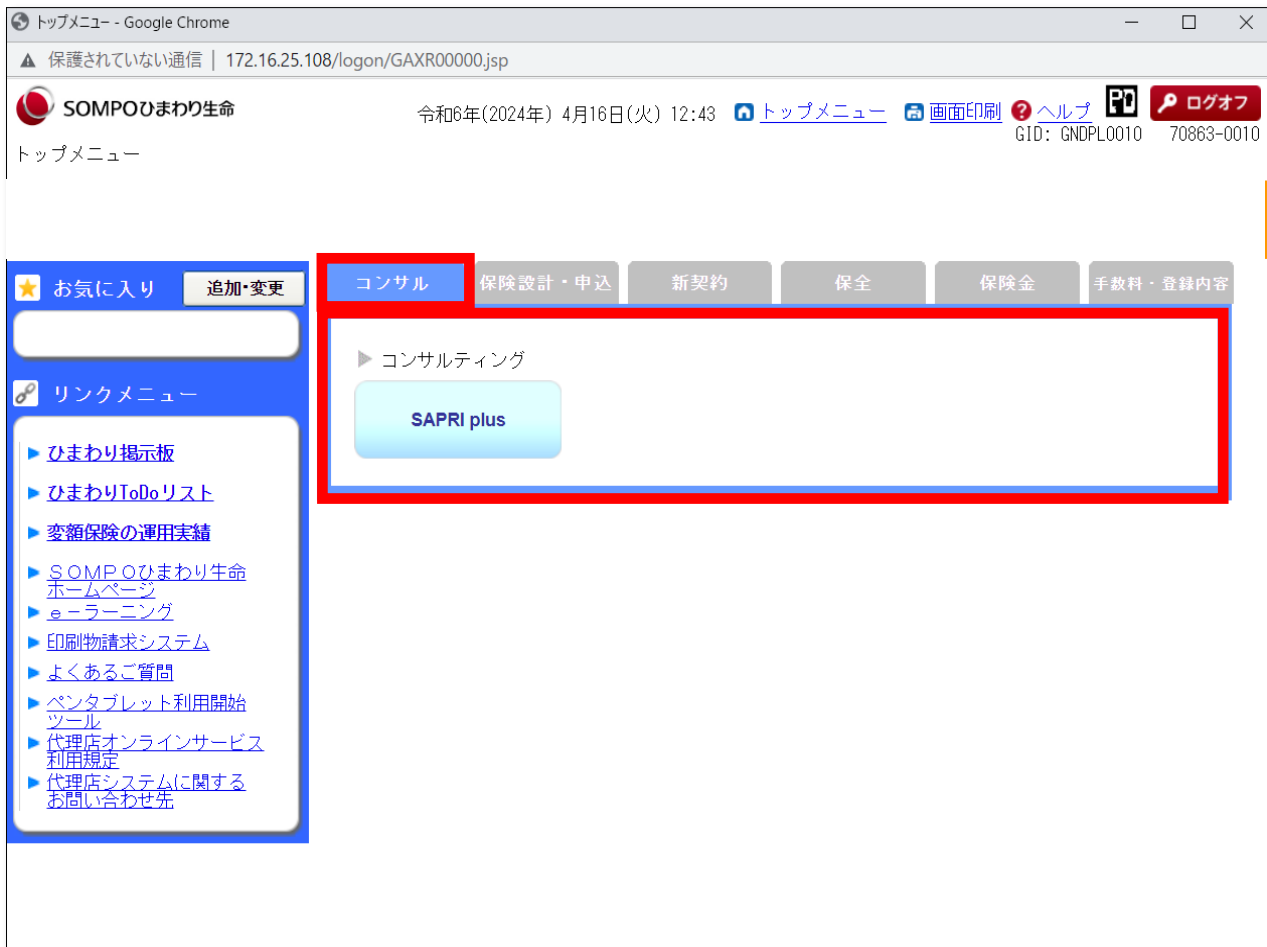 トップメニュー - Google Chrome
保護されていない通信 | 172.16.25.108/logon/GAXR00000.jsp
SOMPOひまわり生命
令和6年(2024年) 4月16日(火) 12:43 トップメニュー 画面印刷 ヘルプ PD ログオフ
GID: GNDPL0010 70863-0010
トップメニュー
お気に入り 追加・変更
コンサル 保険設計・申込 新契約 保全 保険金 手数料・登録内容
コンサルティング
SAPRI plus
リンクメニュー
ひまわり掲示板
ひまわりToDoリスト
変額保険の運用実績
SOMPOひまわり生命
ホームページ
e-ラーニング
印刷物請求システム
よくあるご質問
ペンタブレット利用開始
ツール
代理店オンラインサービス
利用規定
代理店システムに関する
お問い合わせ先